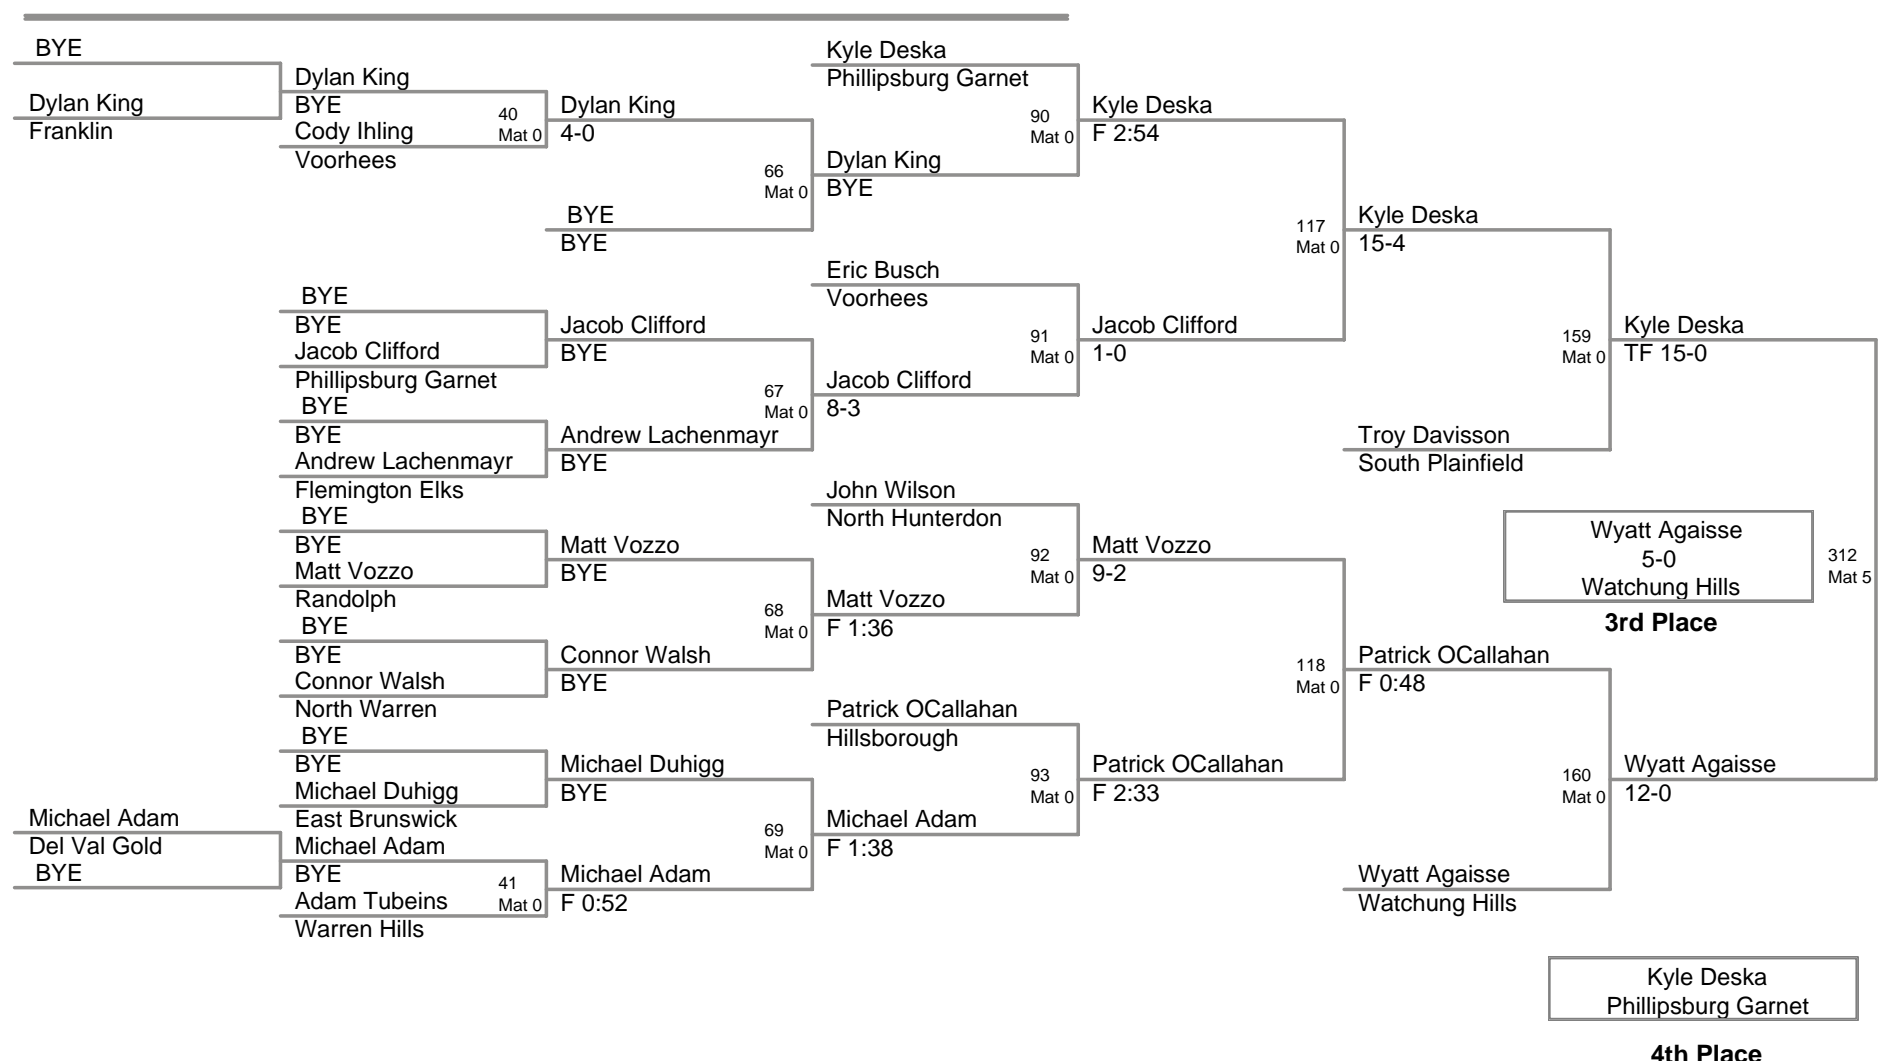 BYE
Dylan King
Franklin
Dylan King
BYE
Cody Ihling
Voorhees
40
Mat 0
Dylan King
4-0
BYE
BYE
66
Mat 0
Kyle Deska
Phillipsburg Garnet
Dylan King
BYE
90
Mat 0
Kyle Deska
F 2:54
BYE
BYE
Jacob Clifford
Phillipsburg Garnet
Jacob Clifford
BYE
BYE
BYE
Andrew Lachenmayr
Flemington Elks
Andrew Lachenmayr
BYE
67
Mat 0
Eric Busch
Voorhees
Jacob Clifford
8-3
91
Mat 0
Jacob Clifford
1-0
117
Mat 0
Kyle Deska
15-4
BYE
BYE
Matt Vozzo
Randolph
Matt Vozzo
BYE
BYE
BYE
Connor Walsh
North Warren
Connor Walsh
BYE
68
Mat 0
John Wilson
North Hunterdon
Matt Vozzo
F 1:36
92
Mat 0
Matt Vozzo
9-2
BYE
BYE
Michael Duhigg
East Brunswick
Michael Duhigg
BYE
Michael Adam
Del Val Gold
BYE
Michael Adam
BYE
Adam Tubeins
Warren Hills
41
Mat 0
Michael Adam
F 0:52
69
Mat 0
Patrick OCallahan
Hillsborough
Michael Adam
F 1:38
93
Mat 0
Patrick OCallahan
F 2:33
118
Mat 0
Patrick OCallahan
F 0:48
Troy Davisson
South Plainfield
159
Mat 0
Kyle Deska
TF 15-0
Wyatt Agaisse
Watchung Hills
160
Mat 0
Wyatt Agaisse
12-0
312
Mat 5
Wyatt Agaisse
5-0
Watchung Hills
3rd Place
Kyle Deska
Phillipsburg Garnet
4th Place